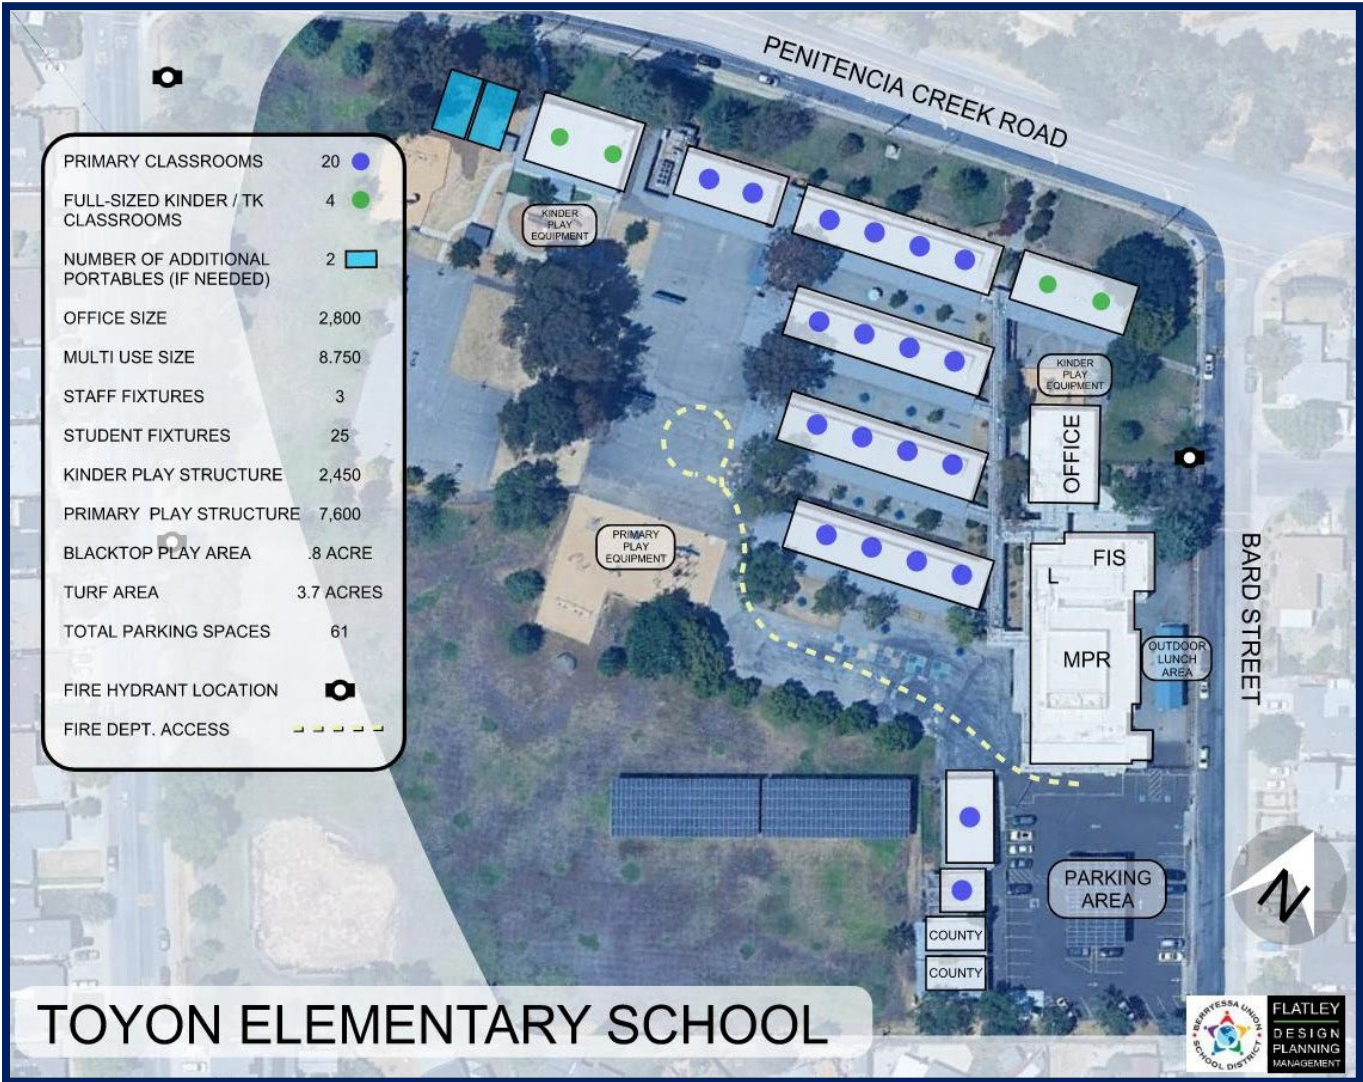 PENITENCIA CREEK ROAD
PRIMARY CLASSROOMS 20
FULL-SIZED KINDER / TK 4
CLASSROOMS
NUMBER OF ADDITIONAL 2
PORTABLES (IF NEEDED)
OFFICE SIZE 2,800
MULTI USE SIZE 8.750
STAFF FIXTURES 3
STUDENT FIXTURES 25
KINDER PLAY STRUCTURE 2,450
PRIMARY PLAY STRUCTURE 7,600
BLACKTOP PLAY AREA .8 ACRE
TURF AREA 3.7 ACRES
TOTAL PARKING SPACES 61
FIRE HYDRANT LOCATION
FIRE DEPT. ACCESS
KINDER
PLAY
EQUIPMENT
KINDER
PLAY
EQUIPMENT
OFFICE
PRIMARY
PLAY
EQUIPMENT
FIS
L
MPR
OUTDOOR
LUNCH
AREA
BARD STREET
PARKING
AREA
COUNTY
COUNTY
N
TOYON ELEMENTARY SCHOOL
BERRYESSA UNION
SCHOOL DISTRICT
FLATLEY
DESIGN
PLANNING
MANAGEMENT